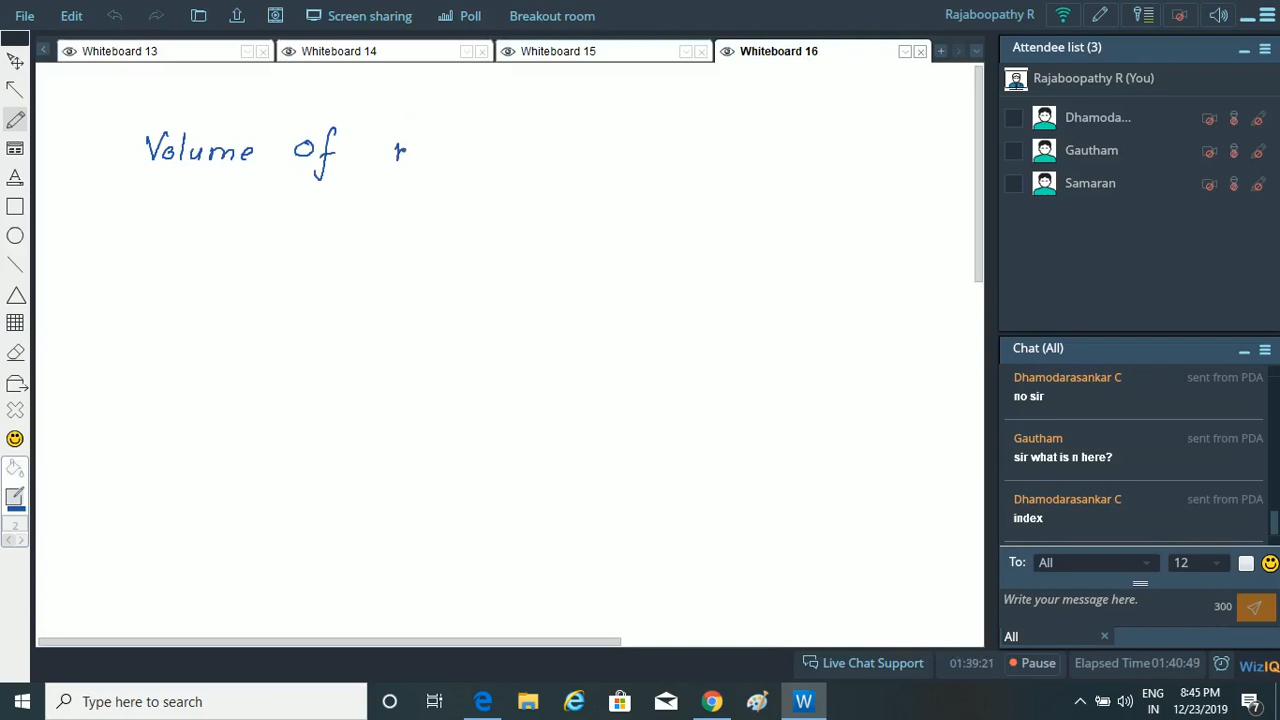 File Edit Screen sharing Poll Breakout room Rajaboopathy R
Whiteboard 13 Whiteboard 14 Whiteboard 15 Whiteboard 16
Volume Of r
2
Attendee list (3)
Rajaboopathy R (You)
Dhamoda...
Gautham
Samaran
Chat (All)
Dhamodarasankar C sent from PDA
no sir
Gautham sent from PDA
sir what is n here?
Dhamodarasankar C sent from PDA
index
To: All 12
Write your message here. 300
All
Live Chat Support 01:39:21 Pause Elapsed Time 01:40:49 WizIQ
Type here to search
ENG
IN
8:45 PM
12/23/2019
7